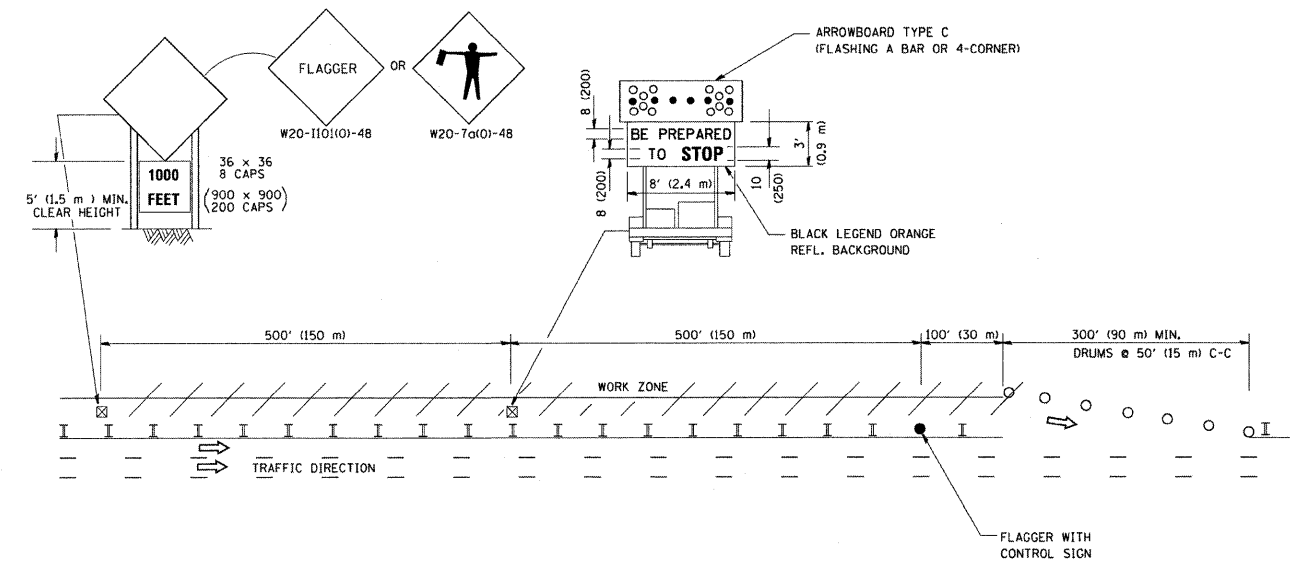 FLAGGER
OR
W20-I101(O)-48
W20-7a(O)-48
1000
FEET
36 x 36
8 CAPS
(900 x 900)
200 CAPS
5' (1.5 m ) MIN.
CLEAR HEIGHT
ARROWBOARD TYPE C
(FLASHING A BAR OR 4-CORNER)
8 (200)
BE PREPARED
TO STOP
3'
(0.9 m)
8 (200)
8' (2.4 m)
10
(250)
BLACK LEGEND ORANGE
REFL. BACKGROUND
500' (150 m)
500' (150 m)
100' (30 m)
300' (90 m) MIN.
DRUMS @ 50' (15 m) C-C
WORK ZONE
TRAFFIC DIRECTION
FLAGGER WITH
CONTROL SIGN